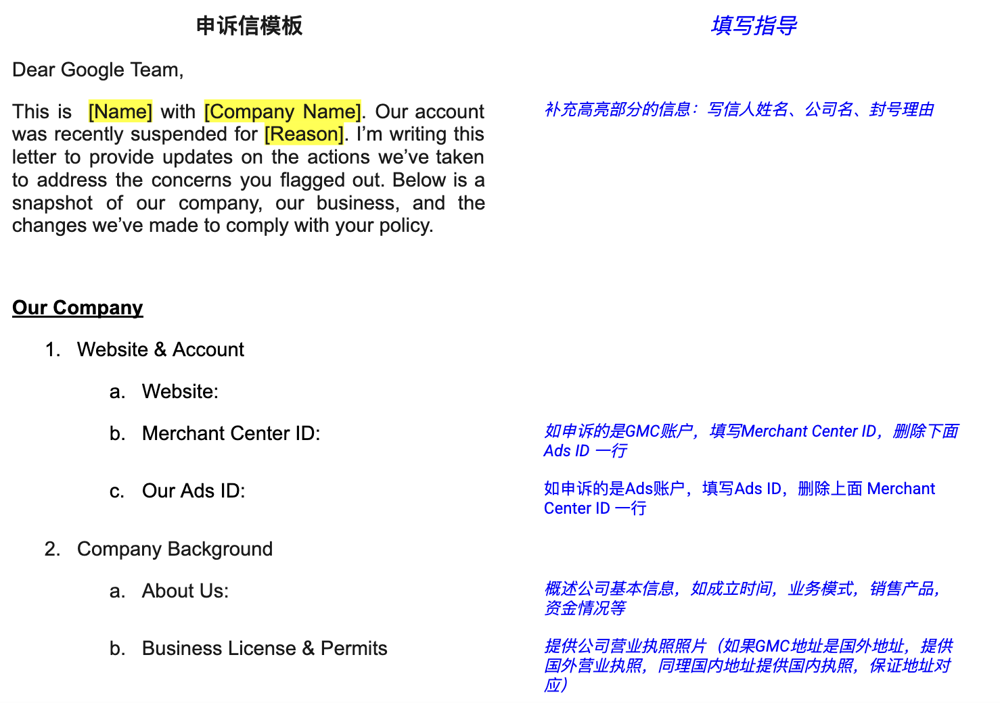 申诉信模板
填写指导
Dear Google Team,
This is [Name] with [Company Name]. Our account
was recently suspended for [Reason]. I’m writing this
letter to provide updates on the actions we’ve taken
to address the concerns you flagged out. Below is a
snapshot of our company, our business, and the
changes we’ve made to comply with your policy.
补充高亮部分的信息：写信人姓名、公司名、封号理由
Our Company
1. Website & Account
a. Website:
b. Merchant Center ID:
如申诉的是GMC账户，填写Merchant Center ID，删除下面
Ads ID 一行
c. Our Ads ID:
如申诉的是Ads账户，填写Ads ID，删除上面 Merchant
Center ID 一行
2. Company Background
a. About Us:
概述公司基本信息，如成立时间，业务模式，销售产品，
资金情况等
b. Business License & Permits
提供公司营业执照照片（如果GMC地址是国外地址，提供
国外营业执照，同理国内地址提供国内执照，保证地址对
应）